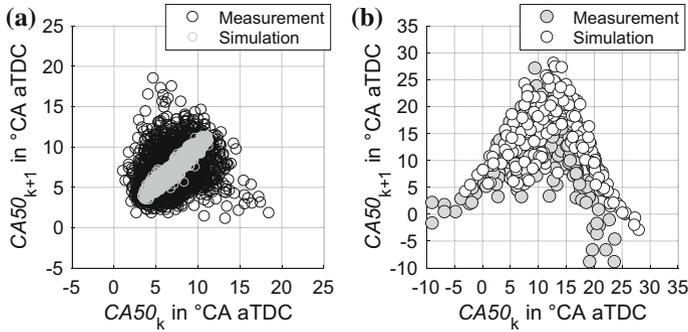 (a)
Measurement
Simulation
25
20
15
10
5
0
-5
CA50k+1 in °CA aTDC
-5 0 5 10 15 20 25
CA50k in °CA aTDC
(b)
Measurement
Simulation
35
30
25
20
15
10
5
0
-5
-10
CA50k+1 in °CA aTDC
-10 -5 0 5 10 15 20 25 30 35
CA50k in °CA aTDC